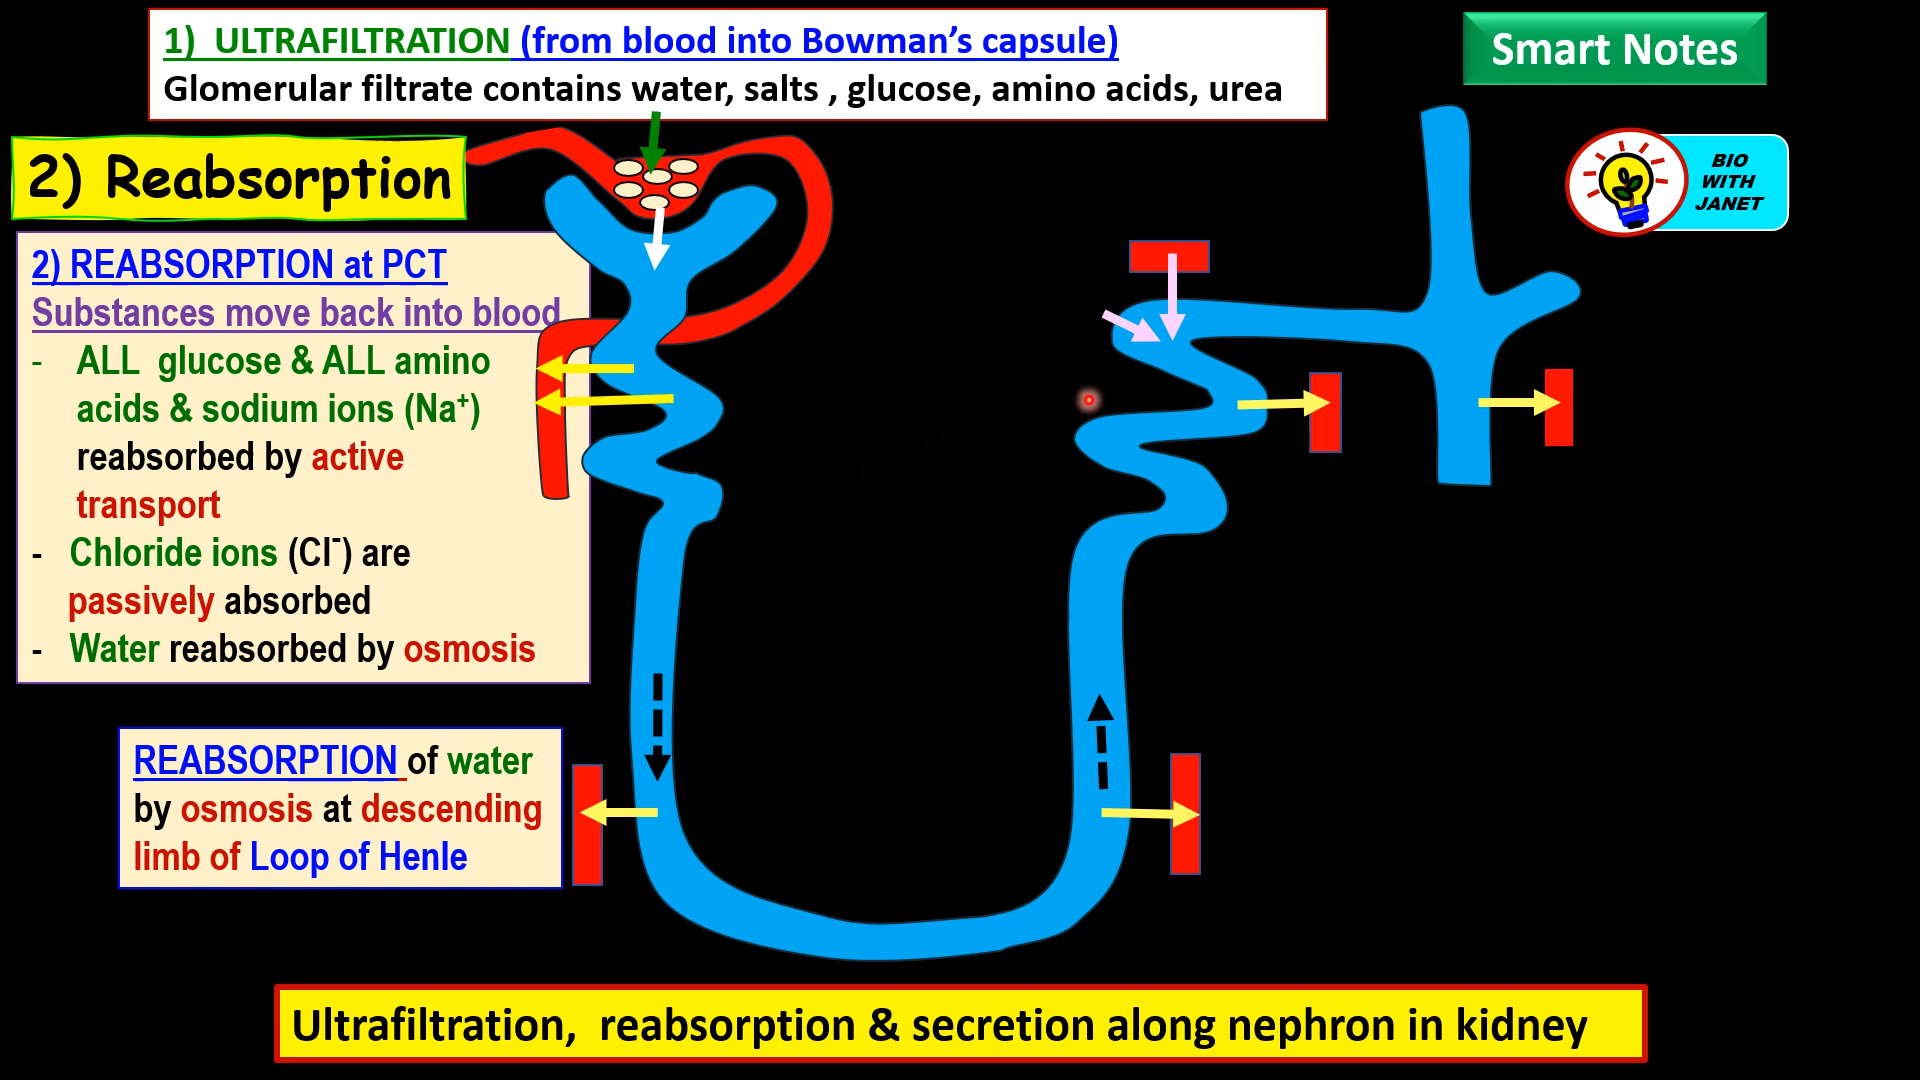 1) ULTRAFILTRATION (from blood into Bowman’s capsule)
Glomerular filtrate contains water, salts , glucose, amino acids, urea
Smart Notes
BIO
WITH
JANET
2) Reabsorption
2) REABSORPTION at PCT
Substances move back into blood
- ALL glucose & ALL amino
acids & sodium ions (Na⁺)
reabsorbed by active
transport
- Chloride ions (Cl⁻) are
passively absorbed
- Water reabsorbed by osmosis
REABSORPTION of water
by osmosis at descending
limb of Loop of Henle
Ultrafiltration, reabsorption & secretion along nephron in kidney